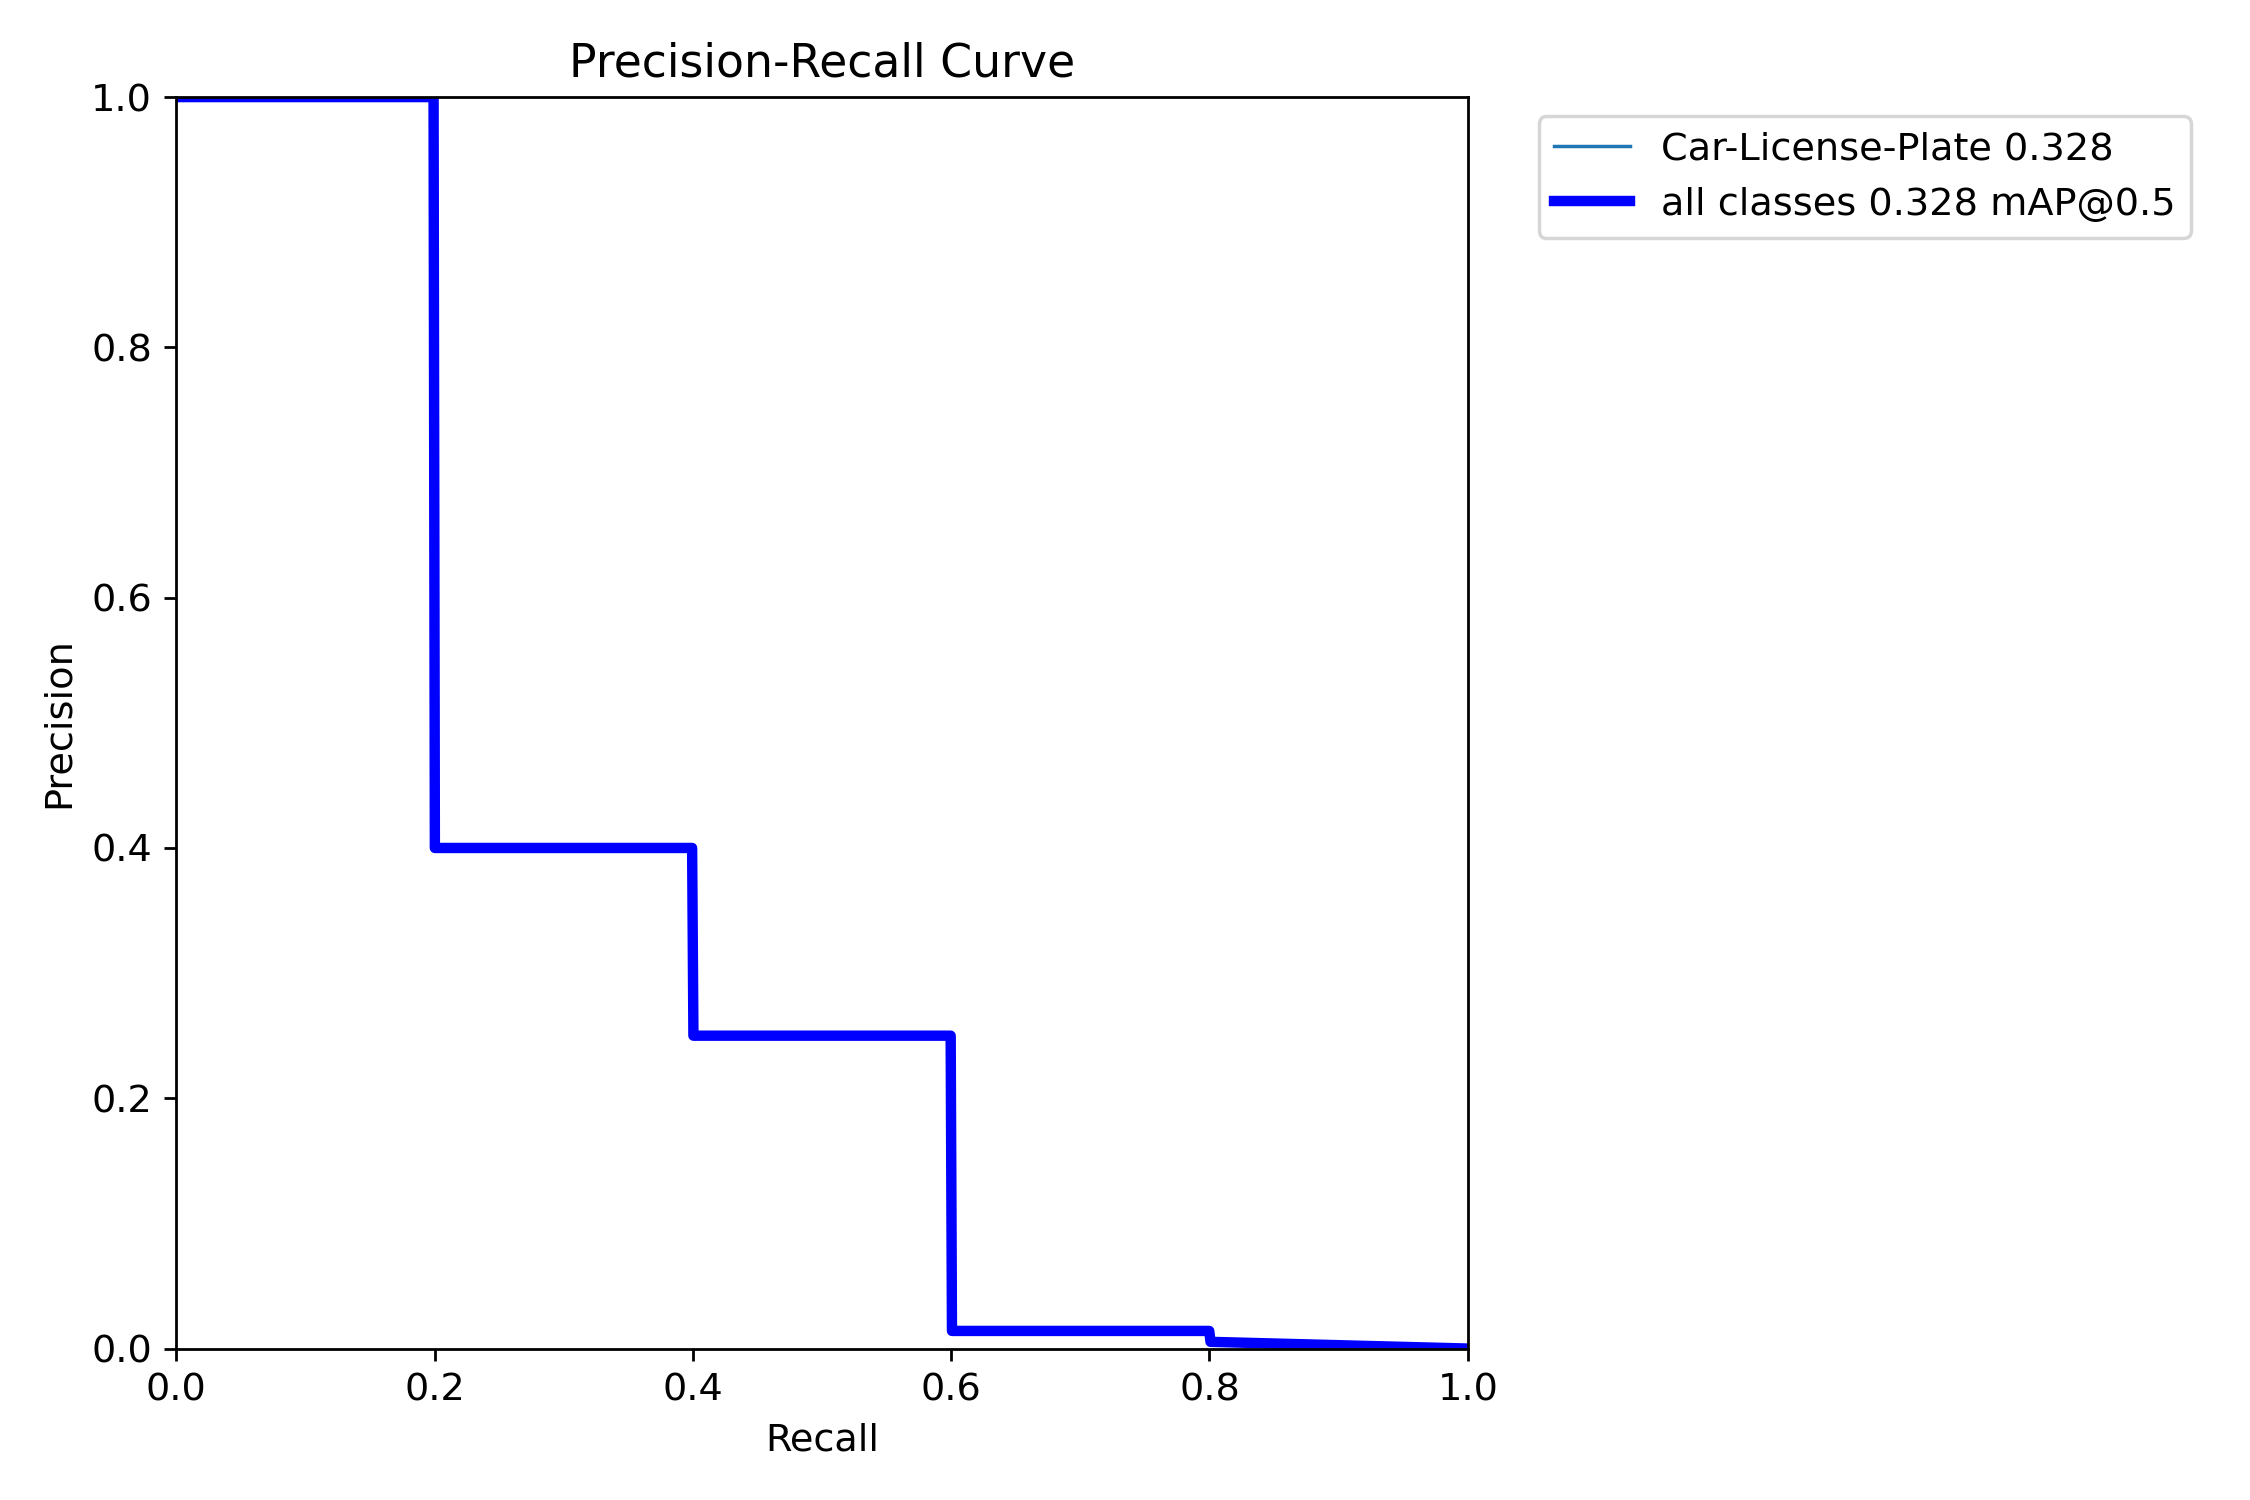 Precision-Recall Curve
1.0
0.8
0.6
0.4
0.2
0.0
Precision
0.0 0.2 0.4 0.6 0.8 1.0
Recall
Car-License-Plate 0.328
all classes 0.328 mAP@0.5